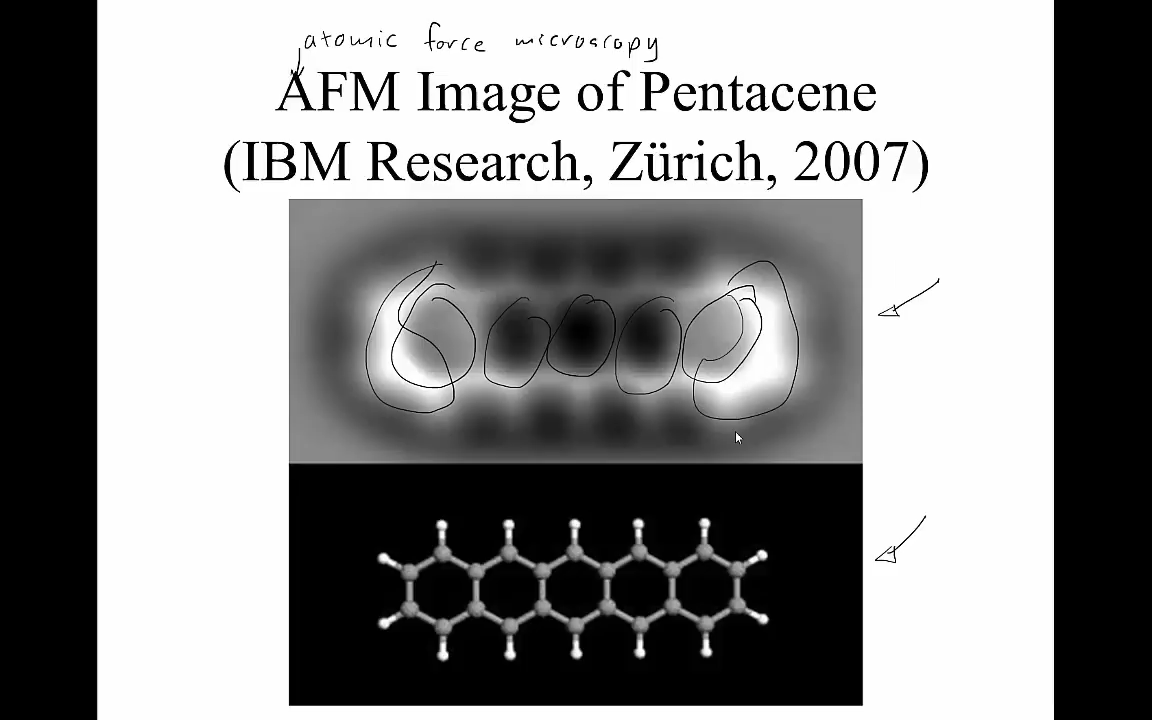 atomic force microscopy
AFM Image of Pentacene
(IBM Research, Zürich, 2007)